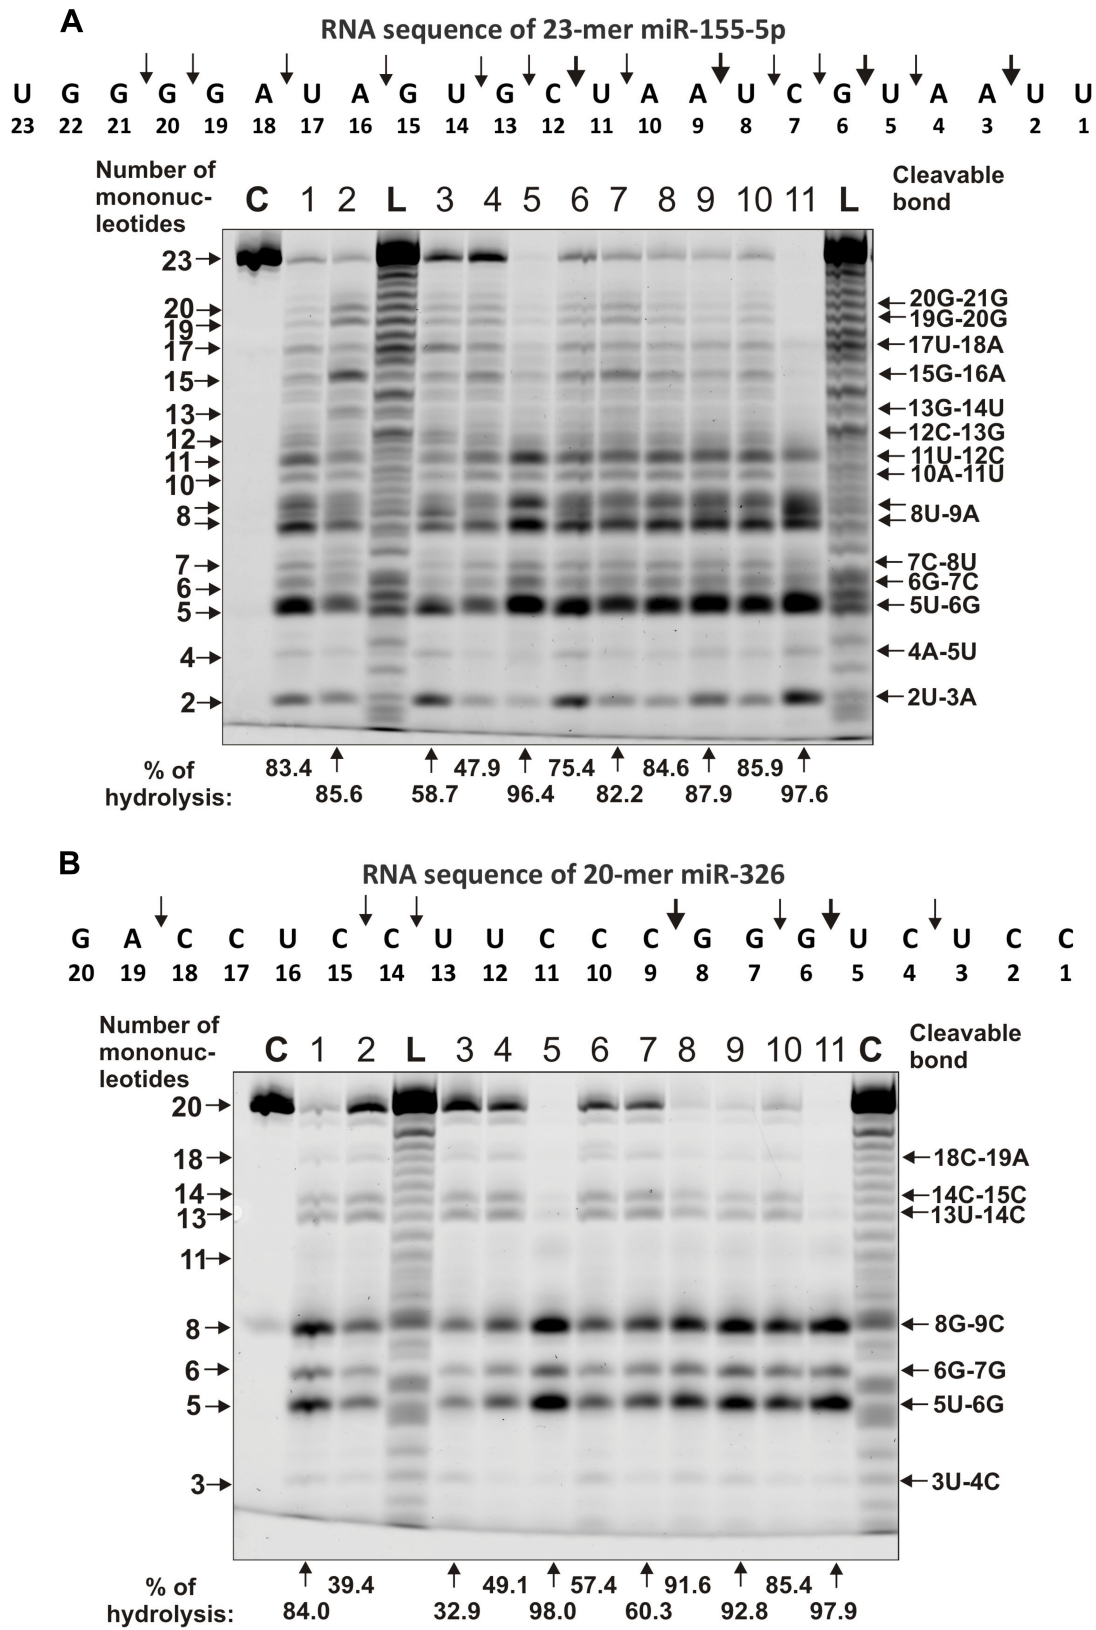 A
RNA sequence of 23-mer miR-155-5p
U G G G G A U A G U G C U A A U C G U A A U U
23 22 21 20 19 18 17 16 15 14 13 12 11 10 9 8 7 6 5 4 3 2 1
Number of
mononuc-
leotides
C 1 2 L 3 4 5 6 7 8 9 10 11 L
Cleavable
bond
23
20
19
17
15
13
12
11
10
8
7
6
5
4
2
20G-21G
19G-20G
17U-18A
15G-16A
13G-14U
12C-13G
11U-12C
10A-11U
8U-9A
7C-8U
6G-7C
5U-6G
4A-5U
2U-3A
% of
hydrolysis:
83.4 47.9 75.4 84.6 85.9
85.6 58.7 96.4 82.2 87.9 97.6
B
RNA sequence of 20-mer miR-326
G A C C U C C U U C C C G G G U C U C C
20 19 18 17 16 15 14 13 12 11 10 9 8 7 6 5 4 3 2 1
Number of
mononuc-
leotides
C 1 2 L 3 4 5 6 7 8 9 10 11 C
Cleavable
bond
20
18
14
13
11
8
6
5
3
18C-19A
14C-15C
13U-14C
8G-9C
6G-7G
5U-6G
3U-4C
% of
hydrolysis:
39.4 49.1 57.4 91.6 85.4
84.0 32.9 98.0 60.3 92.8 97.9